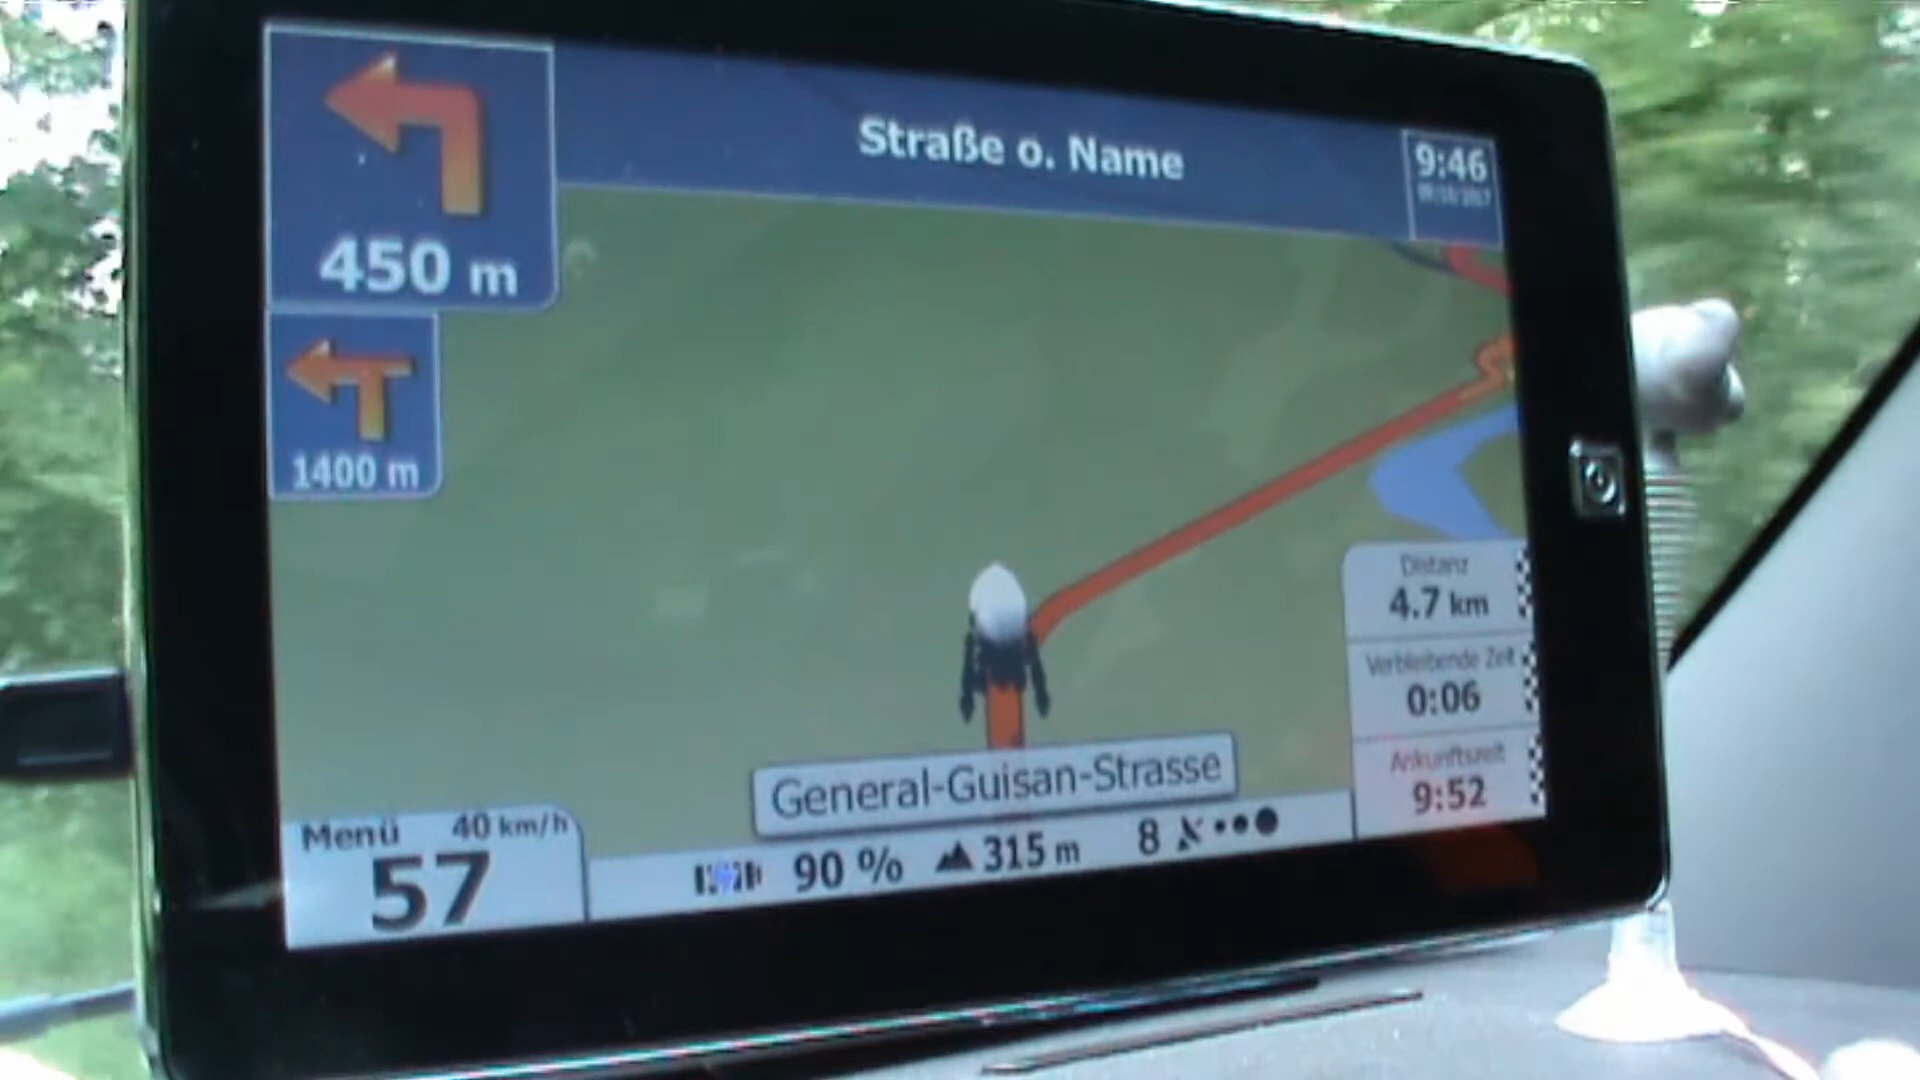 Straße o. Name
9:46
450 m
1400 m
Distanz
4.7 km
Verbleibende Zeit
0:06
Ankunftszeit
9:52
General-Guisan-Strasse
Menü 40 km/h
57
90 % 315 m 8